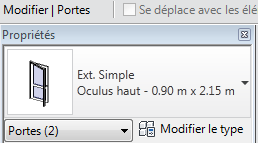 Modifier | Portes
Se déplace avec les élé
Propriétés
Ext. Simple
Oculus haut - 0.90 m x 2.15 m
Portes (2)
Modifier le type